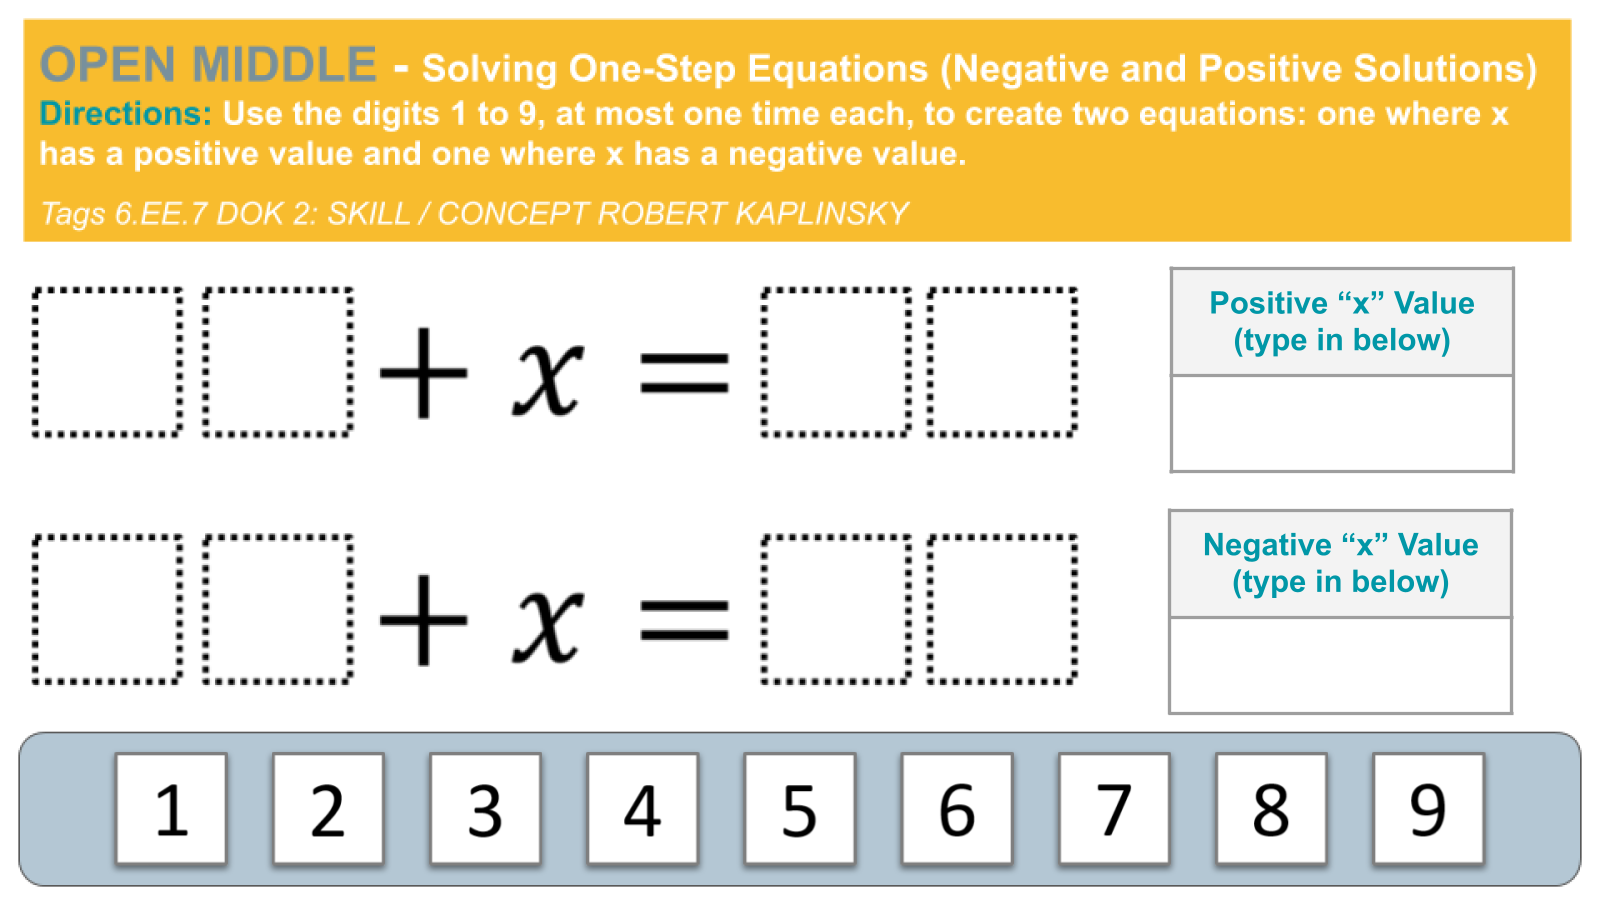 OPEN MIDDLE - Solving One-Step Equations (Negative and Positive Solutions)
Directions: Use the digits 1 to 9, at most one time each, to create two equations: one where x
has a positive value and one where x has a negative value.
Tags 6.EE.7 DOK 2: SKILL / CONCEPT ROBERT KAPLINSKY
+ x =
Positive “x” Value
(type in below)
+ x =
Negative “x” Value
(type in below)
1 2 3 4 5 6 7 8 9